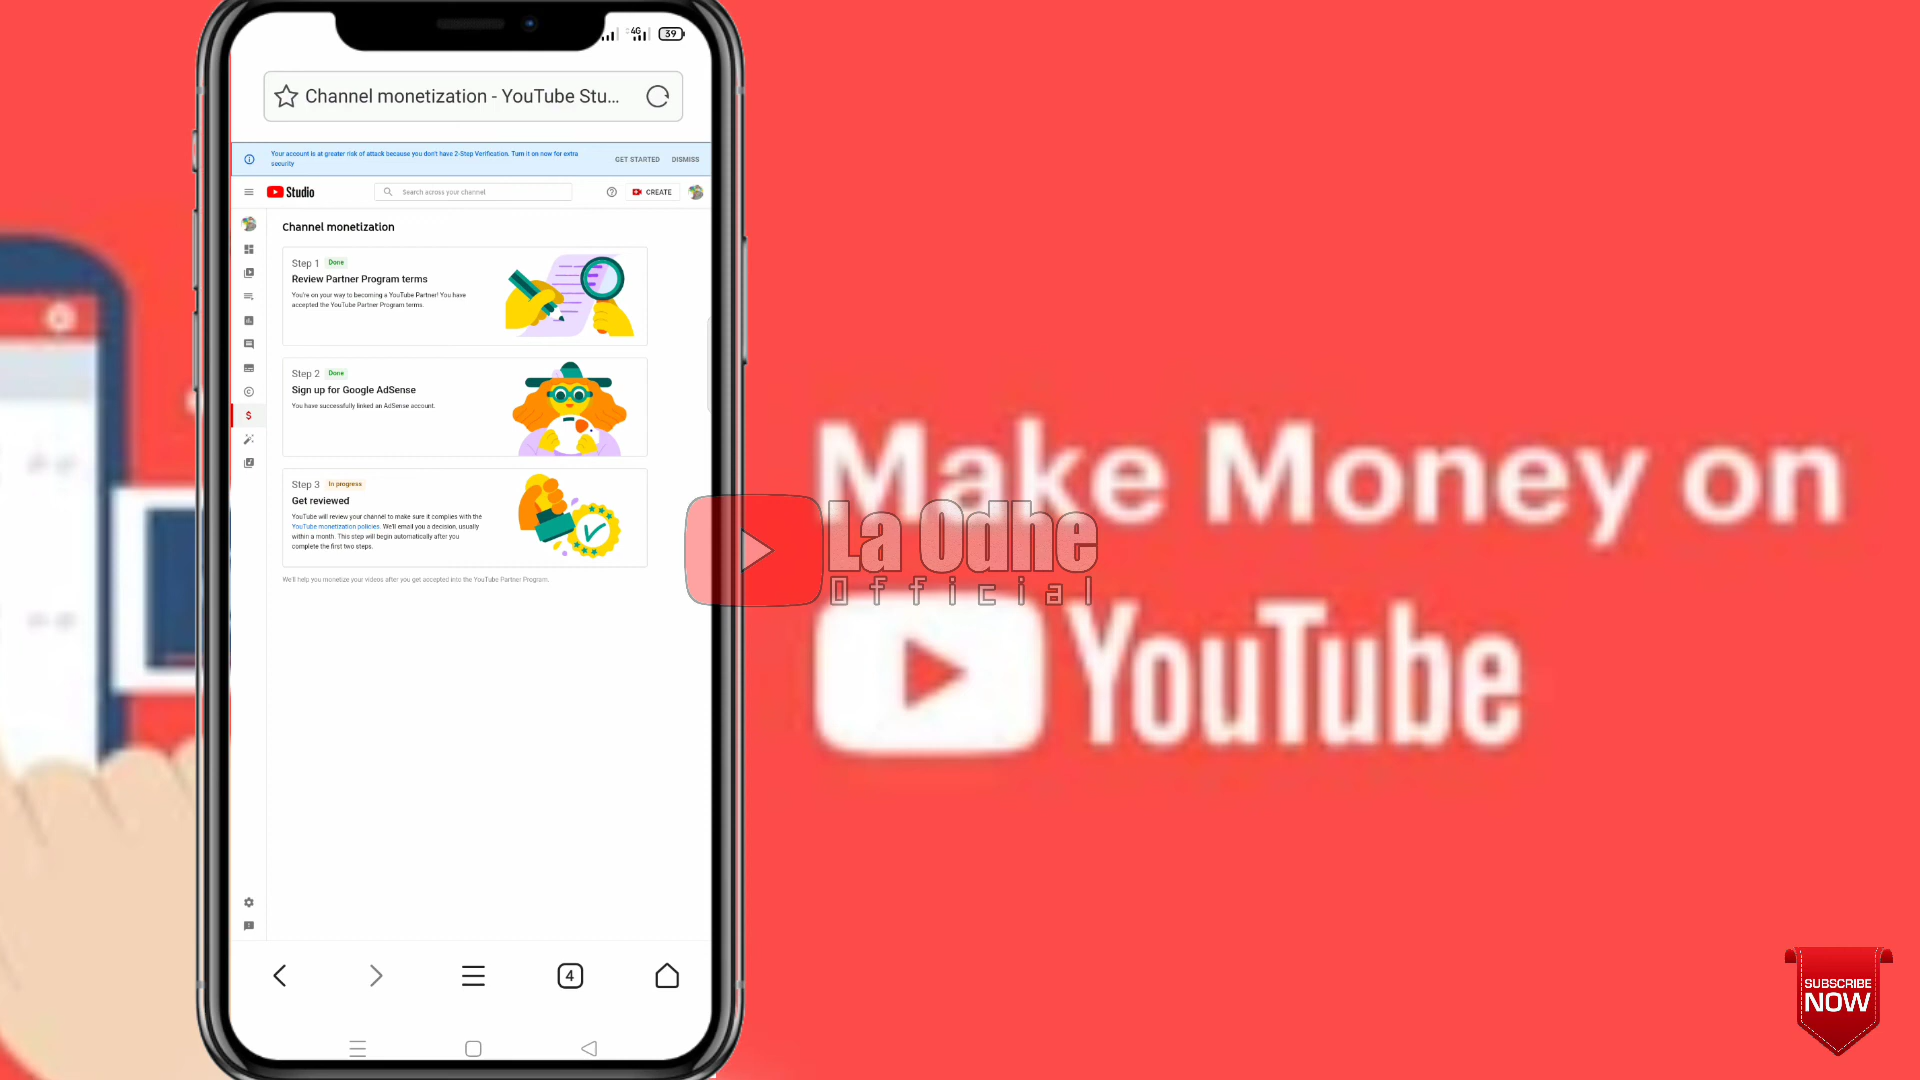 4G
39
Channel monetization - YouTube Stu...
Your account is at greater risk of attack because you don't have 2-Step Verification. Turn it on now for extra
security
GET STARTED DISMISS
Studio
Search across your channel
CREATE
Channel monetization
Step 1 Done
Review Partner Program terms
You're on your way to becoming a YouTube Partner! You have
accepted the YouTube Partner Program terms.
Step 2 Done
Sign up for Google AdSense
You have successfully linked an AdSense account.
Step 3 In progress
Get reviewed
YouTube will review your channel to make sure it complies with the
YouTube monetization policies. We'll email you a decision, usually
within a month. This step will begin automatically after you
complete the first two steps.
We'll help you monetize your videos after you get accepted into the YouTube Partner Program.
4
Make Money on
YouTube
La Odhe
Official
SUBSCRIBE
NOW